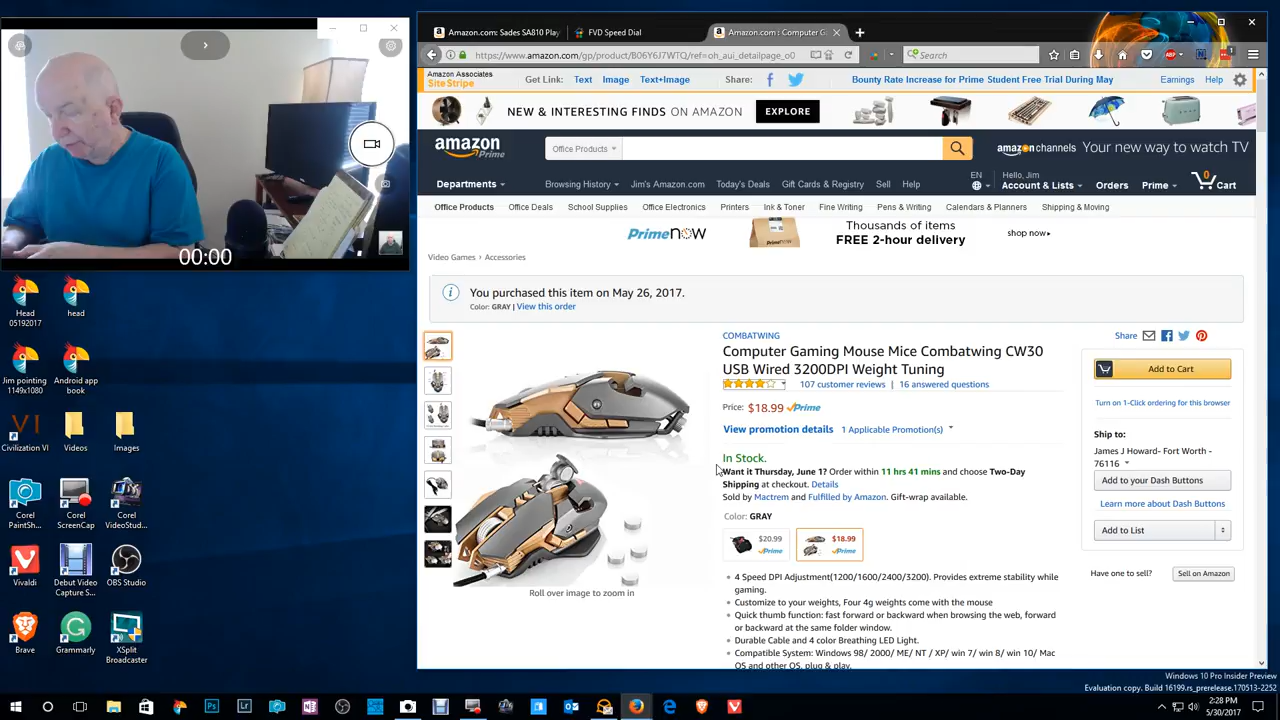 Amazon.com: Sades SA810 Play
FVD Speed Dial
Amazon.com : Computer G
https://www.amazon.com/gp/product/B06Y6J7WTQ/ref=oh_aui_detailpage_o0
Search
Amazon Associates
Site Stripe
Get Link: Text Image Text+Image Share:
Bounty Rate Increase for Prime Student Free Trial During May
Earnings Help
NEW & INTERESTING FINDS ON AMAZON EXPLORE
amazon Prime
Office Products
amazon channels Your new way to watch TV
Departments
Browsing History Jim's Amazon.com Today's Deals Gift Cards & Registry Sell Help
EN
Hello, Jim
Account & Lists
Orders
Prime
0
Cart
Office Products Office Deals School Supplies Office Electronics Printers Ink & Toner Fine Writing Pens & Writing Calendars & Planners Shipping & Moving
PrimeNOW
Thousands of items
FREE 2-hour delivery
shop now
Video Games › Accessories
You purchased this item on May 26, 2017.
Color: GRAY | View this order
COMBATWING
Computer Gaming Mouse Mice Combatwing CW30
USB Wired 3200DPI Weight Tuning
107 customer reviews | 16 answered questions
Price: $18.99 Prime
View promotion details 1 Applicable Promotion(s)
In Stock.
Want it Thursday, June 1? Order within 11 hrs 41 mins and choose Two-Day
Shipping at checkout. Details
Sold by Mactrem and Fulfilled by Amazon. Gift-wrap available.
Color: GRAY
$20.99
Prime
$18.99
Prime
4 Speed DPI Adjustment(1200/1600/2400/3200). Provides extreme stability while
gaming.
Customize to your weights, Four 4g weights come with the mouse
Quick thumb function: fast forward or backward when browsing the web, forward
or backward at the same folder window.
Durable Cable and 4 color Breathing LED Light.
Compatible System: Windows 98/ 2000/ ME/ NT / XP/ win 7/ win 8/ win 10/ Mac
OS and other OS, plug & play.
Roll over image to zoom in
Share
Add to Cart
Turn on 1-Click ordering for this browser
Ship to:
James J Howard- Fort Worth -
76116
Add to your Dash Buttons
Learn more about Dash Buttons
Add to List
Have one to sell? Sell on Amazon
00:00
Head
05192017
head
Jim pointing
1149x1080
Android app
book
VI
Civilization VI
Videos
Images
Corel
PaintSh...
Corel
ScreenCap
Corel
VideoStud...
Vivaldi
Debut Video
Capture S...
OBS Studio
Brave
Grammarly
XSplit
Broadcaster
Windows 10 Pro Insider Preview
Evaluation copy. Build 16199.rs_prerelease.170513-2252
2:28 PM
5/30/2017